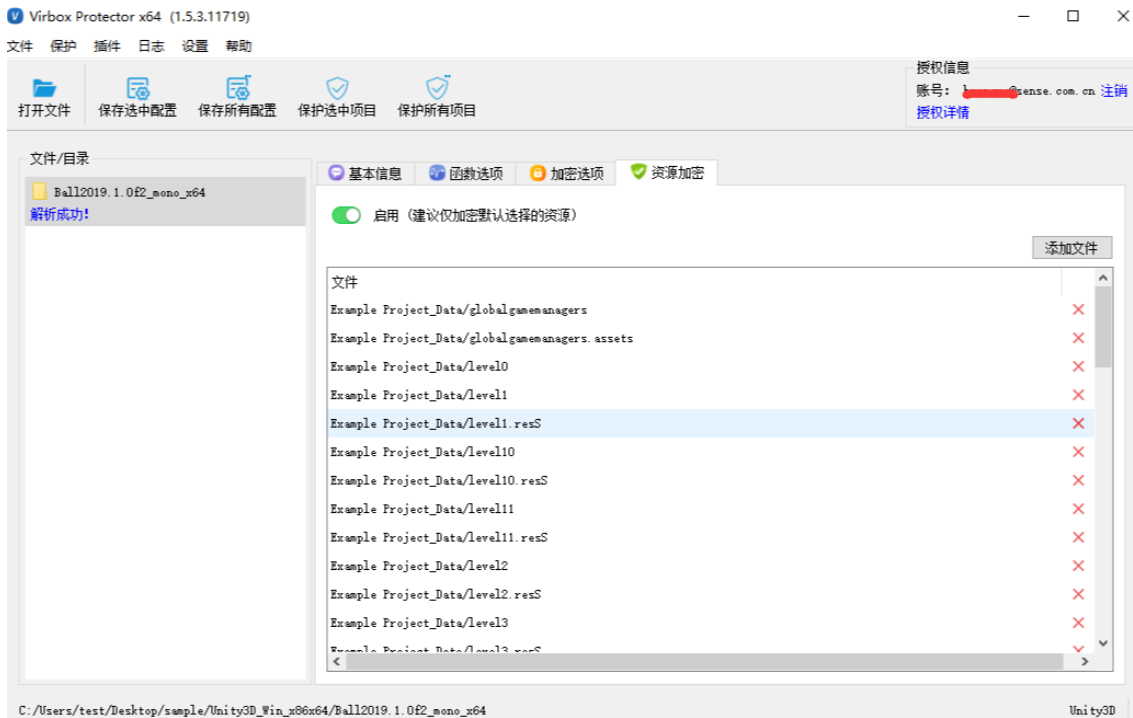 Virbox Protector x64 (1.5.3.11719)
文件 保护 插件 日志 设置 帮助
打开文件 保存选中配置 保存所有配置 保护选中项目 保护所有项目
授权信息
账号: @sense.com.cn 注销
授权详情
文件/目录
Ball2019.1.0f2_mono_x64
解析成功!
基本信息 函数选项 加密选项 资源加密
启用 (建议仅加密默认选择的资源)
添加文件
文件
Example Project_Data/globalgamemanagers
Example Project_Data/globalgamemanagers.assets
Example Project_Data/level0
Example Project_Data/level1
Example Project_Data/level1.resS
Example Project_Data/level10
Example Project_Data/level10.resS
Example Project_Data/level11
Example Project_Data/level11.resS
Example Project_Data/level2
Example Project_Data/level2.resS
Example Project_Data/level3
Example Project_Data/level3.resS
C:/Users/test/Desktop/sample/Unity3D_Win_x86x64/Ball2019.1.0f2_mono_x64
Unity3D